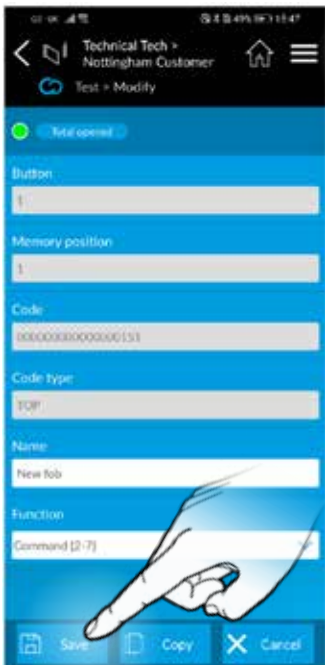 Technical Tech >
Nottingham Customer
Test > Modify
Total opened
Button
1
Memory position
1
Code
Code type
TOP
Name
New fob
Function
Command [2-7]
Save
Copy
Cancel